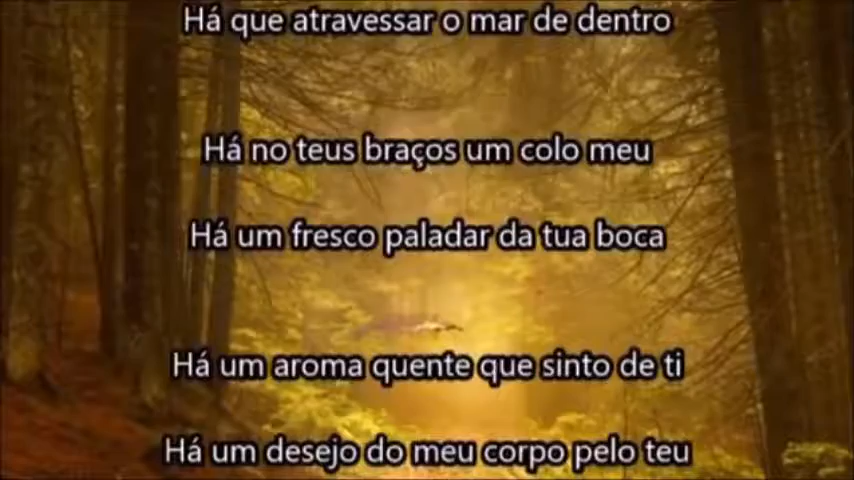 Há que atravessar o mar de dentro
Há no teus braços um colo meu
Há um fresco paladar da tua boca
Há um aroma quente que sinto de ti
Há um desejo do meu corpo pelo teu